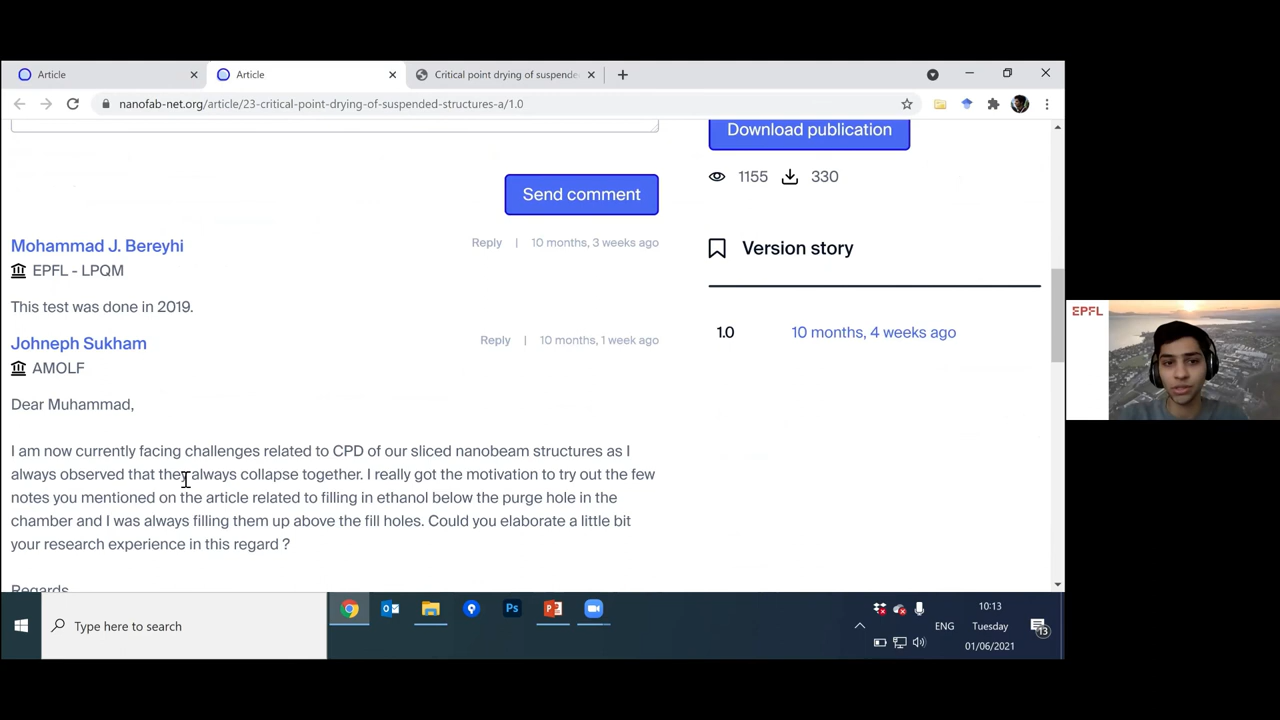 Article
Article
Critical point drying of suspende
nanofab-net.org/article/23-critical-point-drying-of-suspended-structures-a/1.0
Download publication
1155
330
Send comment
Mohammad J. Bereyhi
Reply | 10 months, 3 weeks ago
EPFL - LPQM
This test was done in 2019.
Johneph Sukham
Reply | 10 months, 1 week ago
AMOLF
Dear Muhammad,
I am now currently facing challenges related to CPD of our sliced nanobeam structures as I
always observed that they always collapse together. I really got the motivation to try out the few
notes you mentioned on the article related to filling in ethanol below the purge hole in the
chamber and I was always filling them up above the fill holes. Could you elaborate a little bit
your research experience in this regard ?
Regards
Version story
1.0
10 months, 4 weeks ago
EPFL
Type here to search
Ps
ENG
10:13
Tuesday
01/06/2021
13